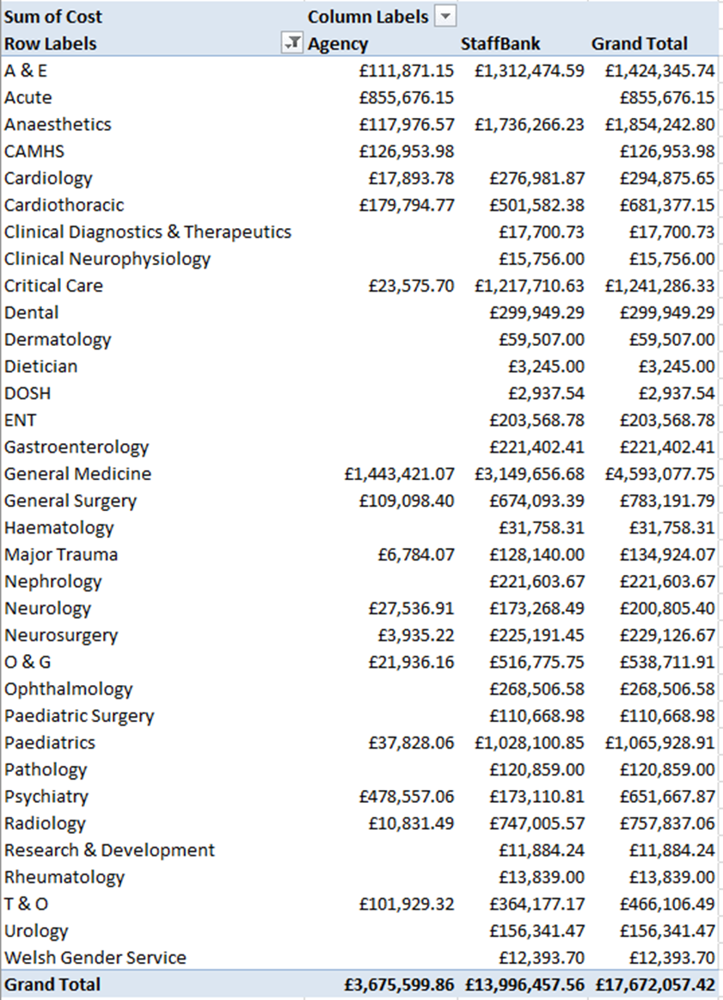 Sum of Cost Column Labels
Row Labels Agency StaffBank Grand Total
A & E £111,871.15 £1,312,474.59 £1,424,345.74
Acute £855,676.15 £855,676.15
Anaesthetics £117,976.57 £1,736,266.23 £1,854,242.80
CAMHS £126,953.98 £126,953.98
Cardiology £17,893.78 £276,981.87 £294,875.65
Cardiothoracic £179,794.77 £501,582.38 £681,377.15
Clinical Diagnostics & Therapeutics £17,700.73 £17,700.73
Clinical Neurophysiology £15,756.00 £15,756.00
Critical Care £23,575.70 £1,217,710.63 £1,241,286.33
Dental £299,949.29 £299,949.29
Dermatology £59,507.00 £59,507.00
Dietician £3,245.00 £3,245.00
DOSH £2,937.54 £2,937.54
ENT £203,568.78 £203,568.78
Gastroenterology £221,402.41 £221,402.41
General Medicine £1,443,421.07 £3,149,656.68 £4,593,077.75
General Surgery £109,098.40 £674,093.39 £783,191.79
Haematology £31,758.31 £31,758.31
Major Trauma £6,784.07 £128,140.00 £134,924.07
Nephrology £221,603.67 £221,603.67
Neurology £27,536.91 £173,268.49 £200,805.40
Neurosurgery £3,935.22 £225,191.45 £229,126.67
O & G £21,936.16 £516,775.75 £538,711.91
Ophthalmology £268,506.58 £268,506.58
Paediatric Surgery £110,668.98 £110,668.98
Paediatrics £37,828.06 £1,028,100.85 £1,065,928.91
Pathology £120,859.00 £120,859.00
Psychiatry £478,557.06 £173,110.81 £651,667.87
Radiology £10,831.49 £747,005.57 £757,837.06
Research & Development £11,884.24 £11,884.24
Rheumatology £13,839.00 £13,839.00
T & O £101,929.32 £364,177.17 £466,106.49
Urology £156,341.47 £156,341.47
Welsh Gender Service £12,393.70 £12,393.70
Grand Total £3,675,599.86 £13,996,457.56 £17,672,057.42